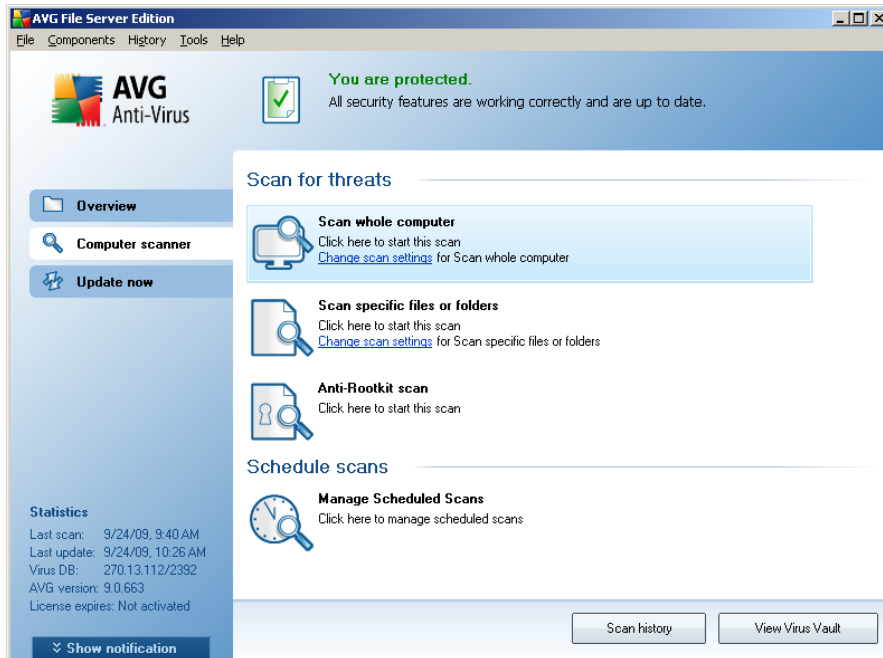 AVG File Server Edition
File Components History Tools Help
AVG
Anti-Virus
You are protected.
All security features are working correctly and are up to date.
Overview
Computer scanner
Update now
Scan for threats
Scan whole computer
Click here to start this scan
Change scan settings for Scan whole computer
Scan specific files or folders
Click here to start this scan
Change scan settings for Scan specific files or folders
Anti-Rootkit scan
Click here to start this scan
Schedule scans
Manage Scheduled Scans
Click here to manage scheduled scans
Statistics
Last scan: 9/24/09, 9:40 AM
Last update: 9/24/09, 10:26 AM
Virus DB: 270.13.112/2392
AVG version: 9.0.663
License expires: Not activated
Show notification
Scan history
View Virus Vault